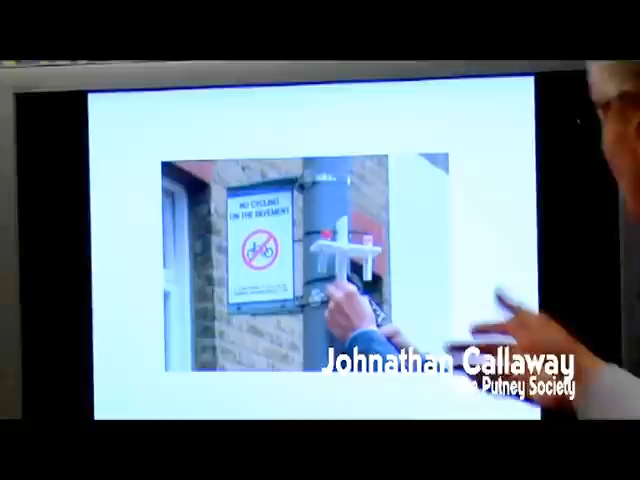 NO CYCLING
ON THE PAVEMENT
Johnathan Callaway
Putney Society